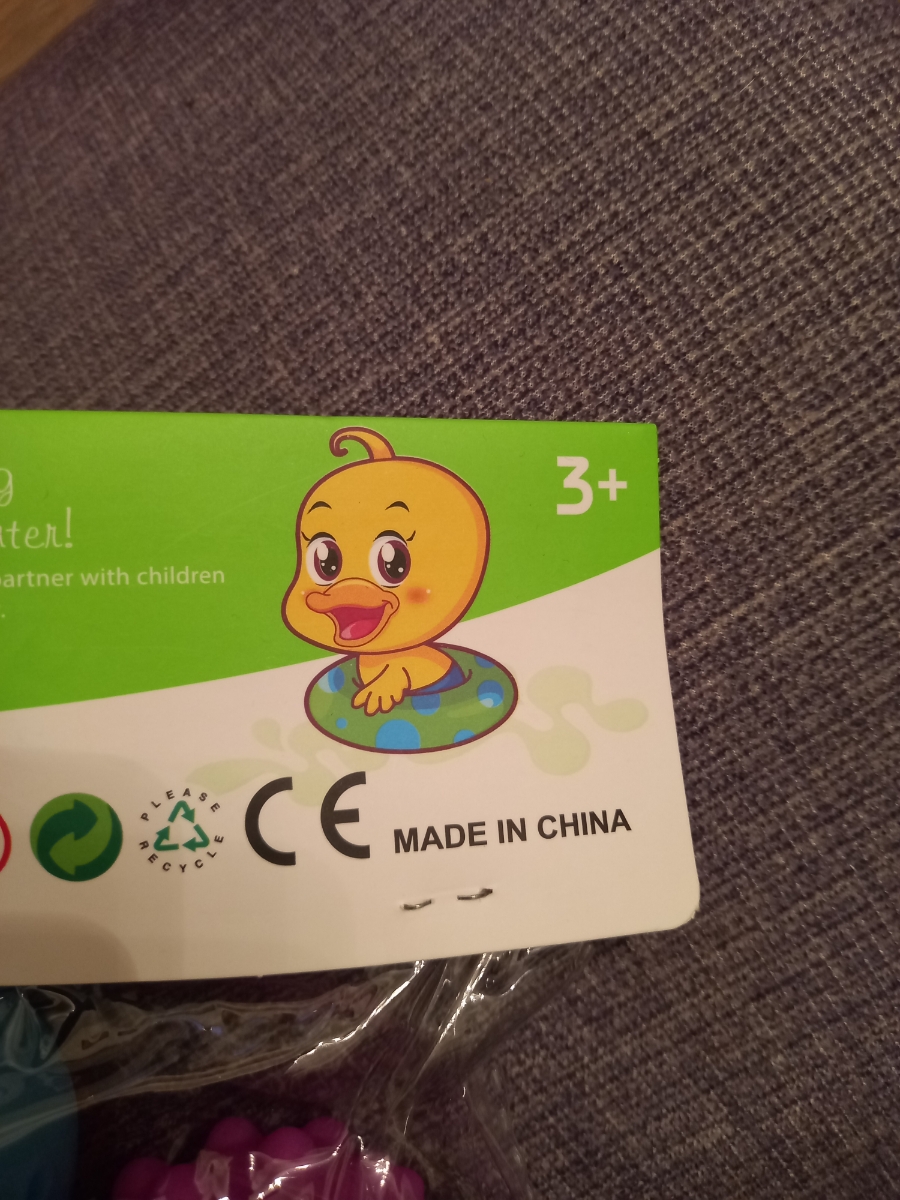 3+
partner with children
PLEASE
RECYCLE
CE
MADE IN CHINA